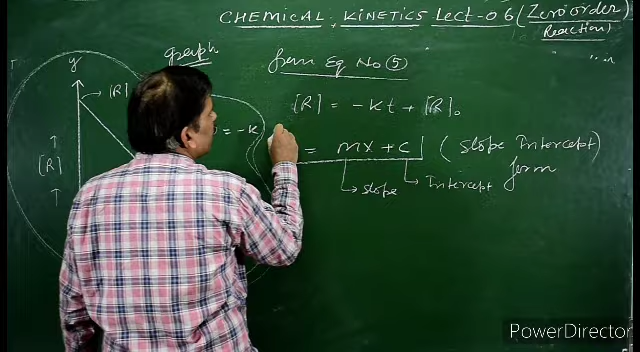 CHEMICAL KINETICS Lect-06 (Zero order
Reaction)
graph
from Eq No (5)
y
[R] = -kt + [R]₀
= -k
= mx + c (Slope Intercept
form
slope
Intercept
[R]
PowerDirector